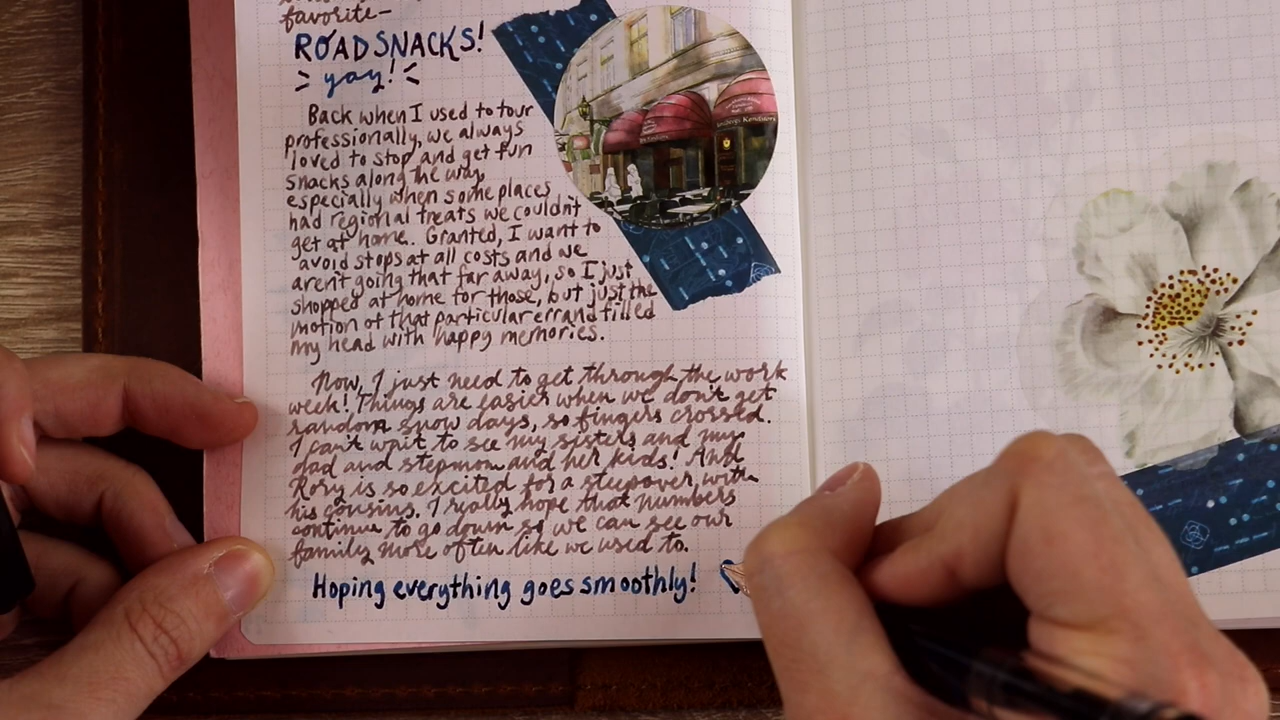 favorite-
ROADSNACKS!
yay!
Back when I used to tour
professionally, we always
loved to stop and get fun
snacks along the way,
especially when some places
had regional treats we couldn't
get at home. Granted, I want to
avoid stops at all costs and we
aren't going that far away, so I just
shopped at home for those, but just the
motion of that particular errand filled
my head with happy memories.
Now, I just need to get through the work
week! Things are easier when we don't get
random snow days, so fingers crossed.
I can't wait to see my sisters and my
dad and stepmom and her kids! And
Rory is so excited for a sleepover, with
his cousins. I really hope that numbers
continue to go down so we can see our
family more often like we used to.
Hoping everything goes smoothly!